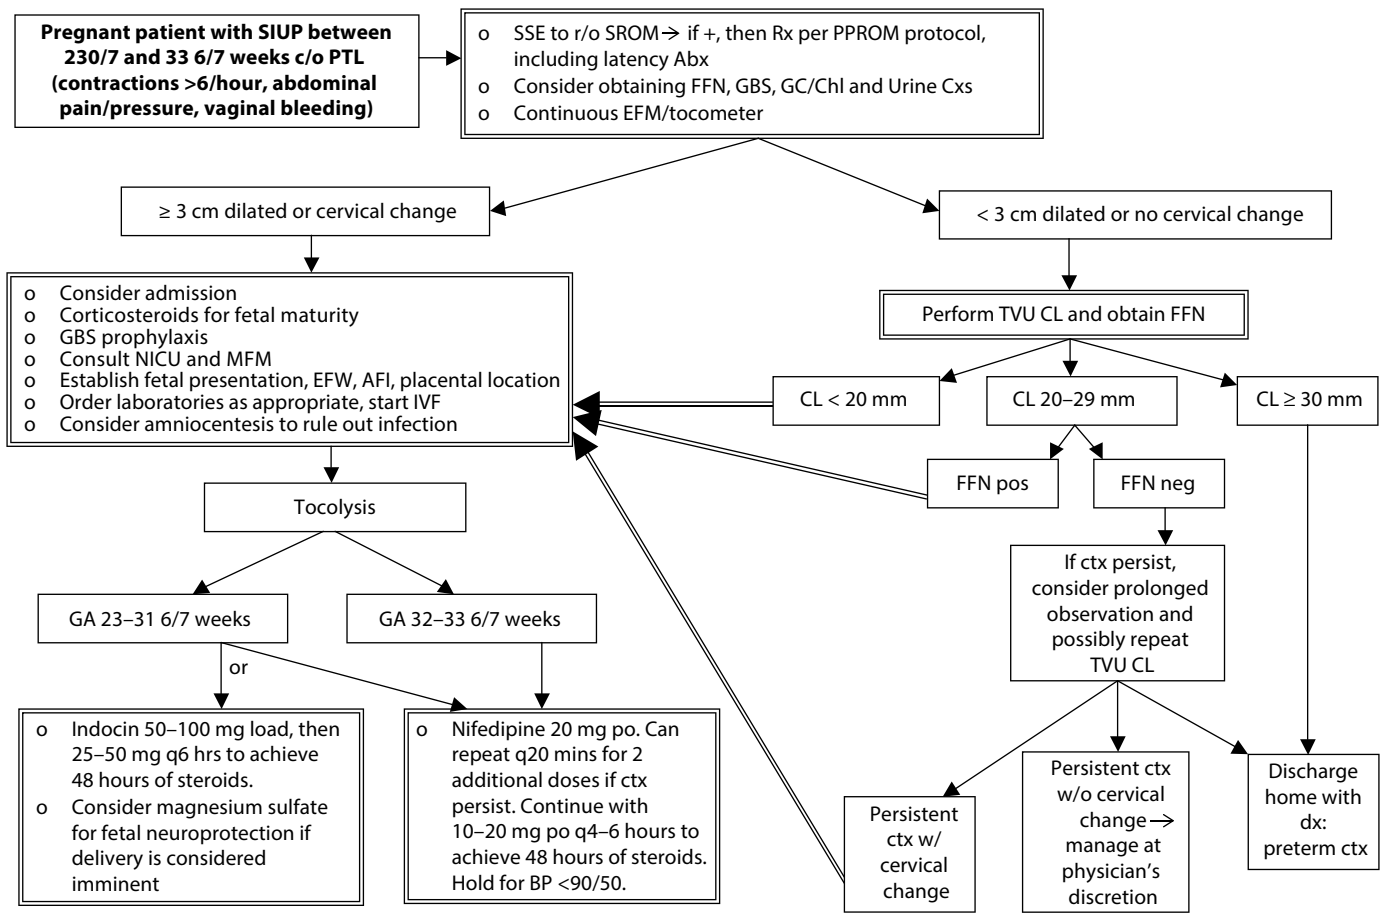 Pregnant patient with SIUP between
230/7 and 33 6/7 weeks c/o PTL
(contractions >6/hour, abdominal
pain/pressure, vaginal bleeding)
o SSE to r/o SROM→ if +, then Rx per PPROM protocol,
including latency Abx
o Consider obtaining FFN, GBS, GC/Chl and Urine Cxs
o Continuous EFM/tocometer
≥ 3 cm dilated or cervical change
< 3 cm dilated or no cervical change
o Consider admission
o Corticosteroids for fetal maturity
o GBS prophylaxis
o Consult NICU and MFM
o Establish fetal presentation, EFW, AFI, placental location
o Order laboratories as appropriate, start IVF
o Consider amniocentesis to rule out infection
Perform TVU CL and obtain FFN
CL < 20 mm
CL 20–29 mm
CL ≥ 30 mm
FFN pos
FFN neg
Tocolysis
If ctx persist,
consider prolonged
observation and
possibly repeat
TVU CL
GA 23–31 6/7 weeks
GA 32–33 6/7 weeks
or
o Indocin 50–100 mg load, then
25–50 mg q6 hrs to achieve
48 hours of steroids.
o Consider magnesium sulfate
for fetal neuroprotection if
delivery is considered
imminent
o Nifedipine 20 mg po. Can
repeat q20 mins for 2
additional doses if ctx
persist. Continue with
10–20 mg po q4–6 hours to
achieve 48 hours of steroids.
Hold for BP <90/50.
Persistent
ctx w/
cervical
change
Persistent ctx
w/o cervical
change→
manage at
physician's
discretion
Discharge
home with
dx:
preterm ctx